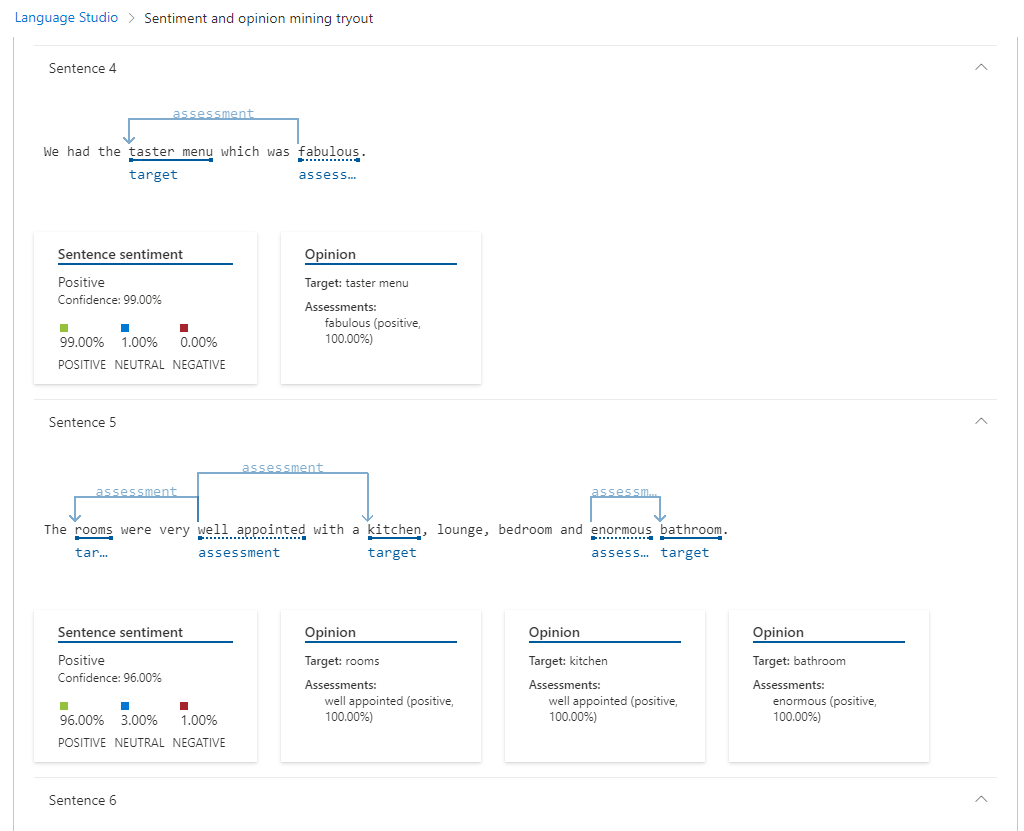 Language Studio > Sentiment and opinion mining tryout
Sentence 4
assessment
We had the taster menu which was fabulous.
target assess…
Sentence sentiment
Positive
Confidence: 99.00%
99.00% 1.00% 0.00%
POSITIVE NEUTRAL NEGATIVE
Opinion
Target: taster menu
Assessments:
fabulous (positive,
100.00%)
Sentence 5
assessment
assessment assessm…
The rooms were very well appointed with a kitchen, lounge, bedroom and enormous bathroom.
tar… assessment target assess… target
Sentence sentiment
Positive
Confidence: 96.00%
96.00% 3.00% 1.00%
POSITIVE NEUTRAL NEGATIVE
Opinion
Target: rooms
Assessments:
well appointed (positive,
100.00%)
Opinion
Target: kitchen
Assessments:
well appointed (positive,
100.00%)
Opinion
Target: bathroom
Assessments:
enormous (positive,
100.00%)
Sentence 6